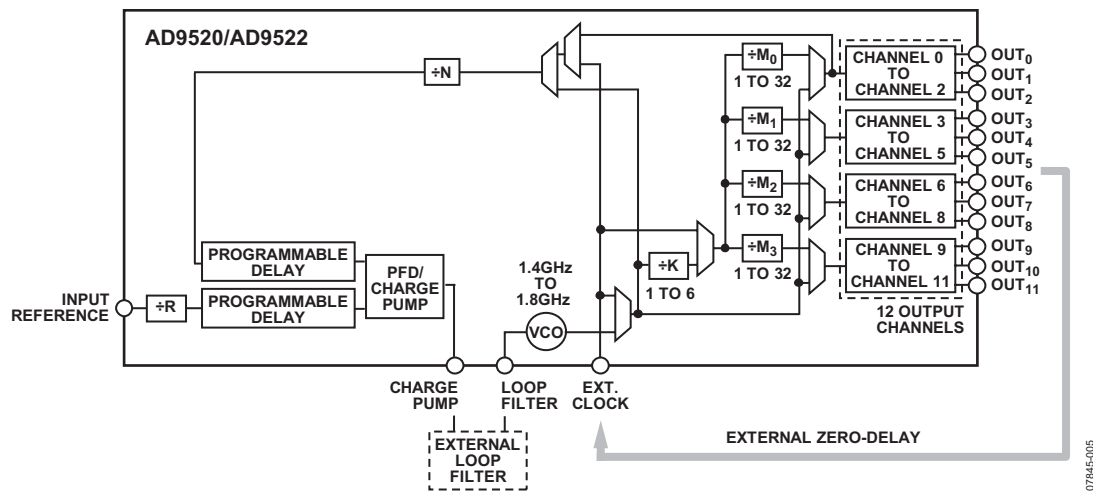 AD9520/AD9522
÷N
÷M0
1 TO 32
÷M1
1 TO 32
÷M2
1 TO 32
÷M3
1 TO 32
CHANNEL 0
TO
CHANNEL 2
CHANNEL 3
TO
CHANNEL 5
CHANNEL 6
TO
CHANNEL 8
CHANNEL 9
TO
CHANNEL 11
12 OUTPUT
CHANNELS
OUT0
OUT1
OUT2
OUT3
OUT4
OUT5
OUT6
OUT7
OUT8
OUT9
OUT10
OUT11
PROGRAMMABLE
DELAY
PROGRAMMABLE
DELAY
PFD/
CHARGE
PUMP
INPUT
REFERENCE
÷R
1.4GHz
TO
1.8GHz
VCO
÷K
1 TO 6
CHARGE
PUMP
LOOP
FILTER
EXT.
CLOCK
EXTERNAL
LOOP
FILTER
EXTERNAL ZERO-DELAY
07845-005